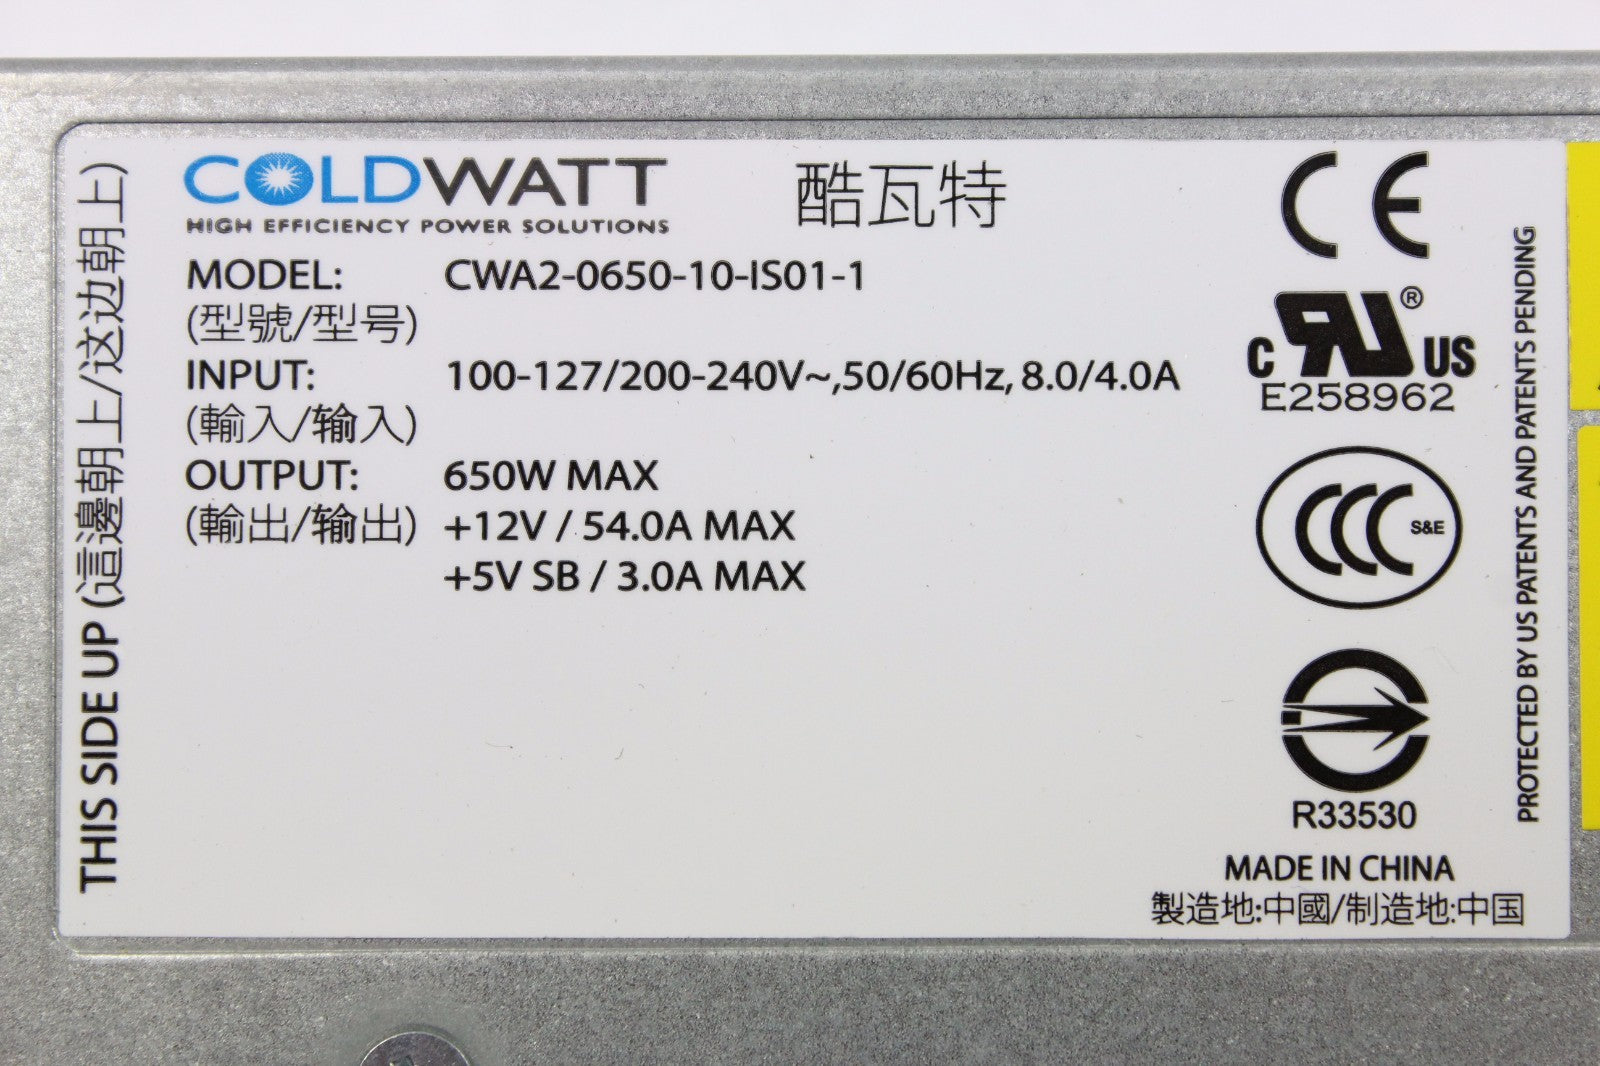 THIS SIDE UP (這邊朝上/这边朝上)
COLDWATT 酷瓦特
HIGH EFFICIENCY POWER SOLUTIONS
MODEL: CWA2-0650-10-IS01-1
(型號/型号)
INPUT: 100-127/200-240V~,50/60Hz, 8.0/4.0A
(輸入/输入)
OUTPUT: 650W MAX
(輸出/输出) +12V / 54.0A MAX
+5V SB / 3.0A MAX
CE
C RU® US
E258962
CCC S&E
R33530
MADE IN CHINA
製造地:中國/制造地:中国
PROTECTED BY US PATENTS AND PATENTS PENDING